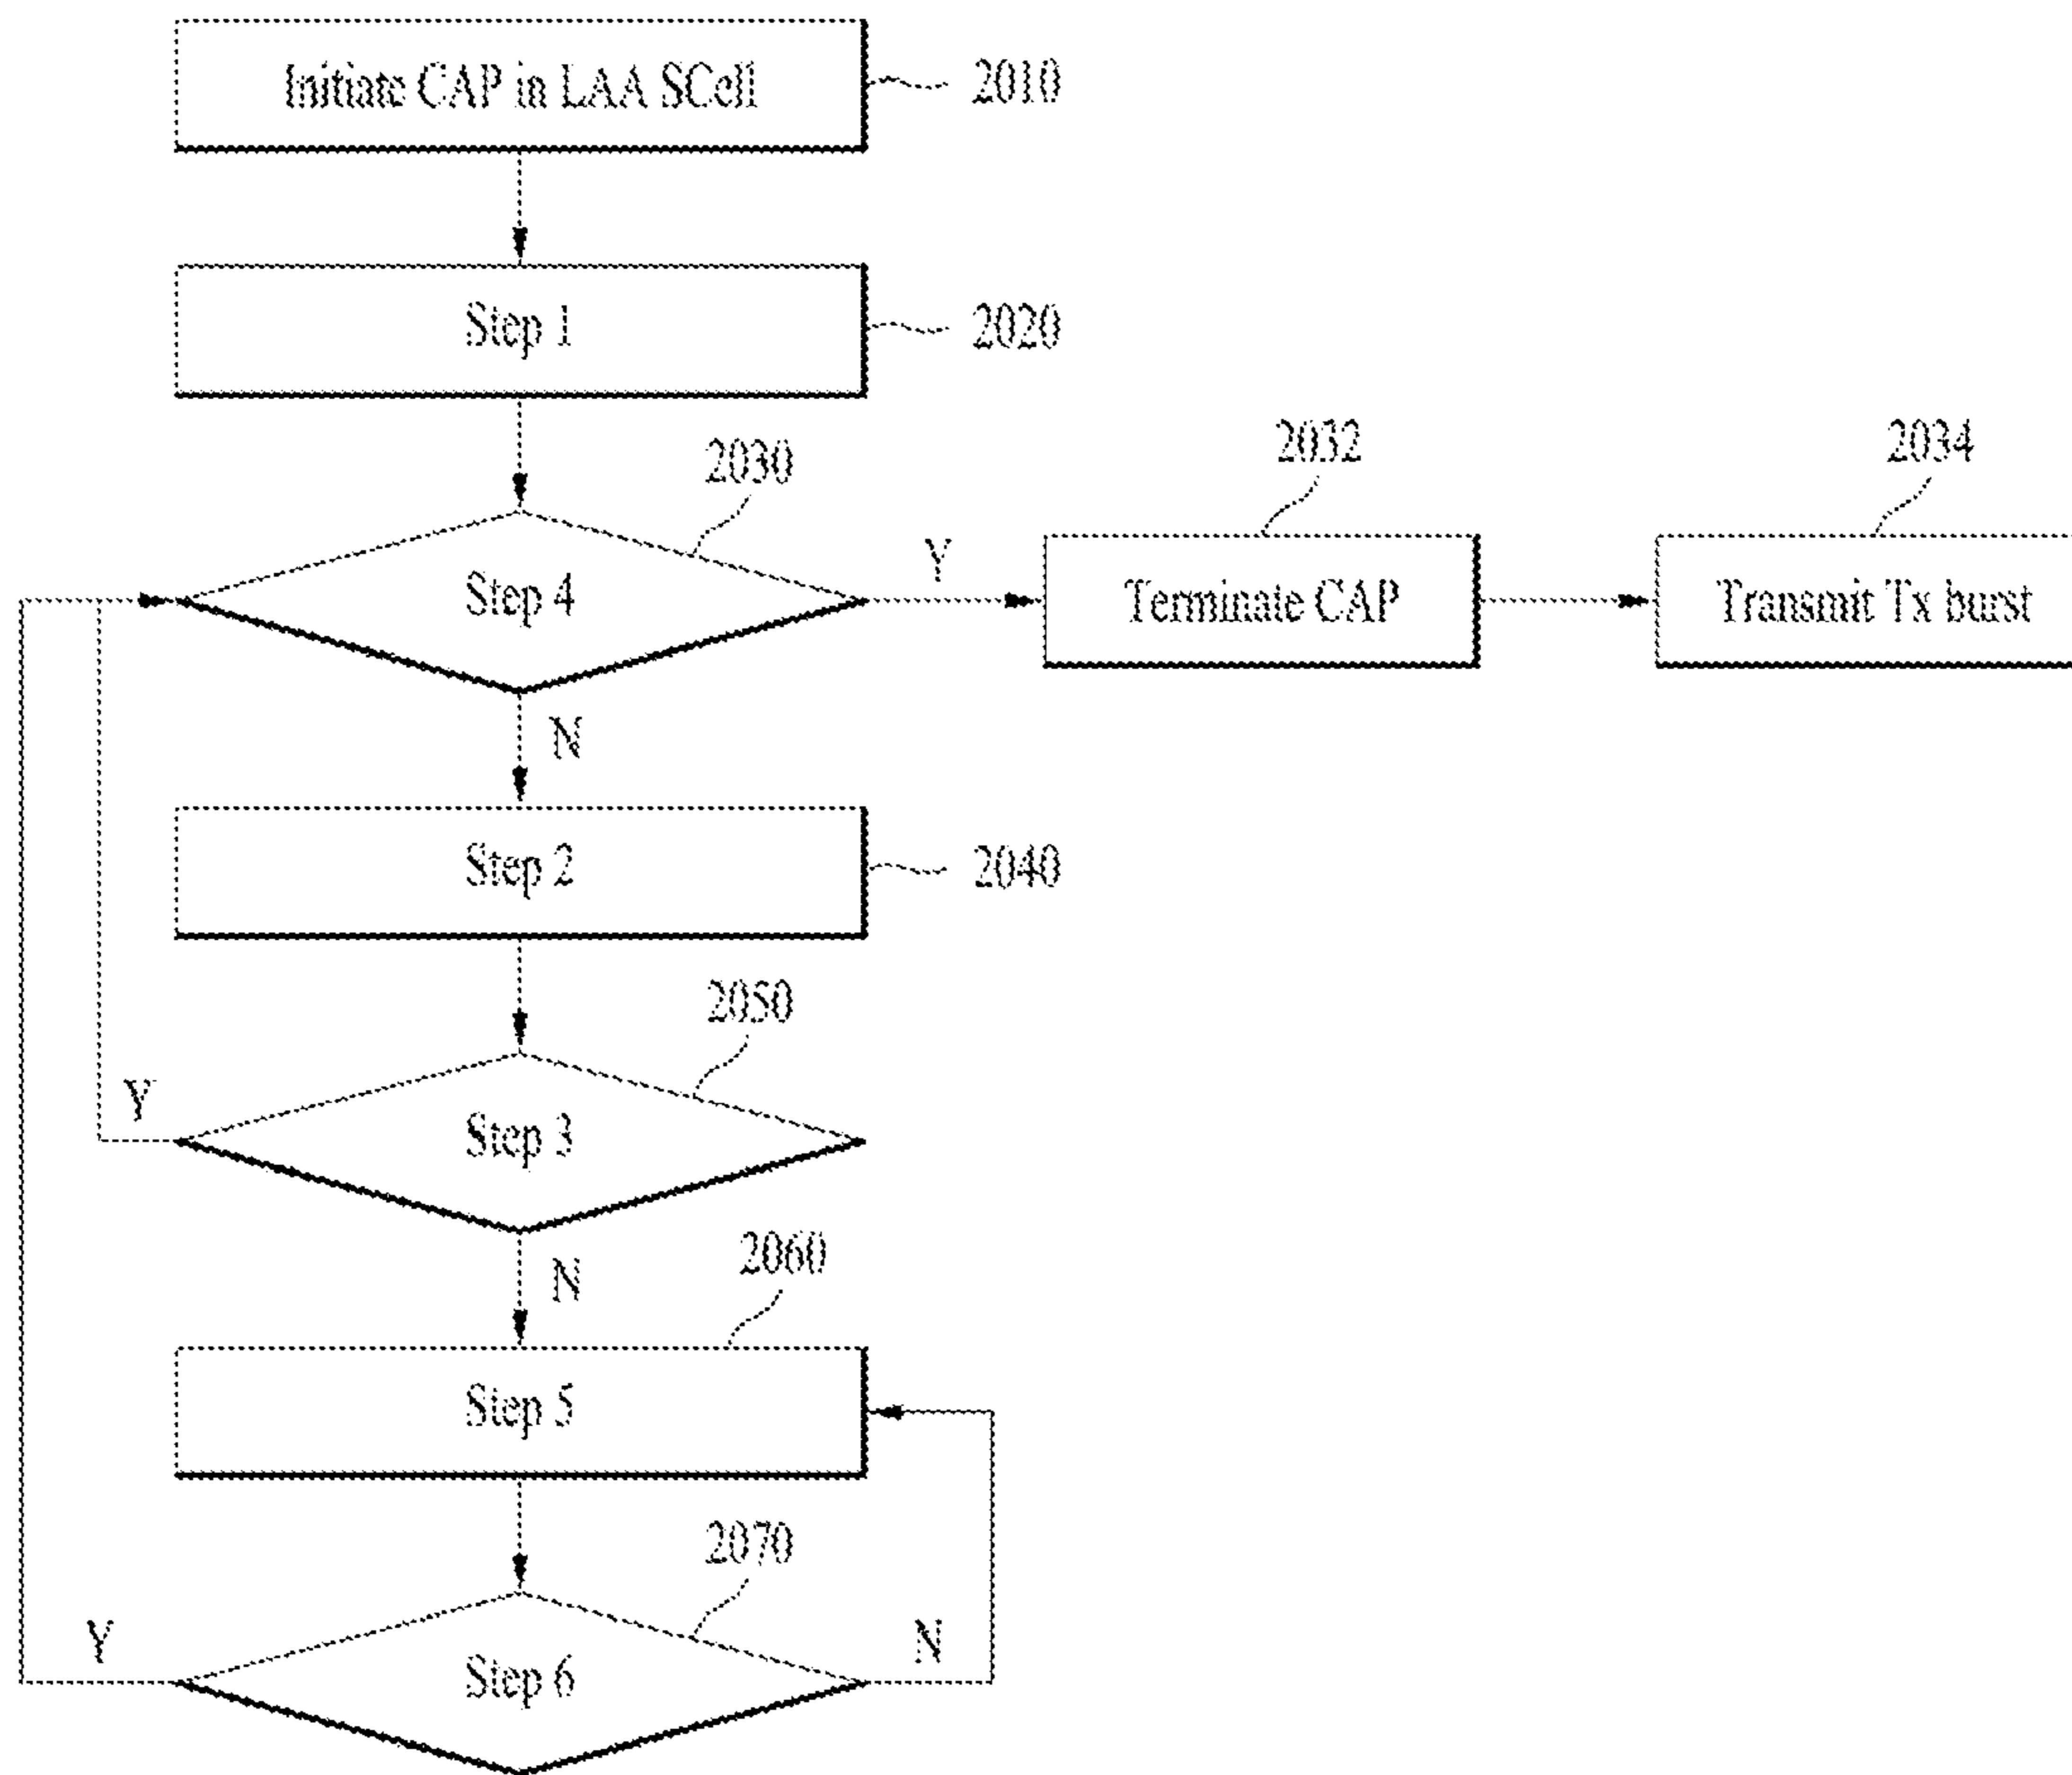 Initiate CAP in LAA SCell
2010
Step 1
2020
2030
2032
2034
Step 4
Y
Terminate CAP
Transmit Tx burst
N
Step 2
2040
2050
Y
Step 3
N
2060
Step 5
2070
Y
N
Step 6